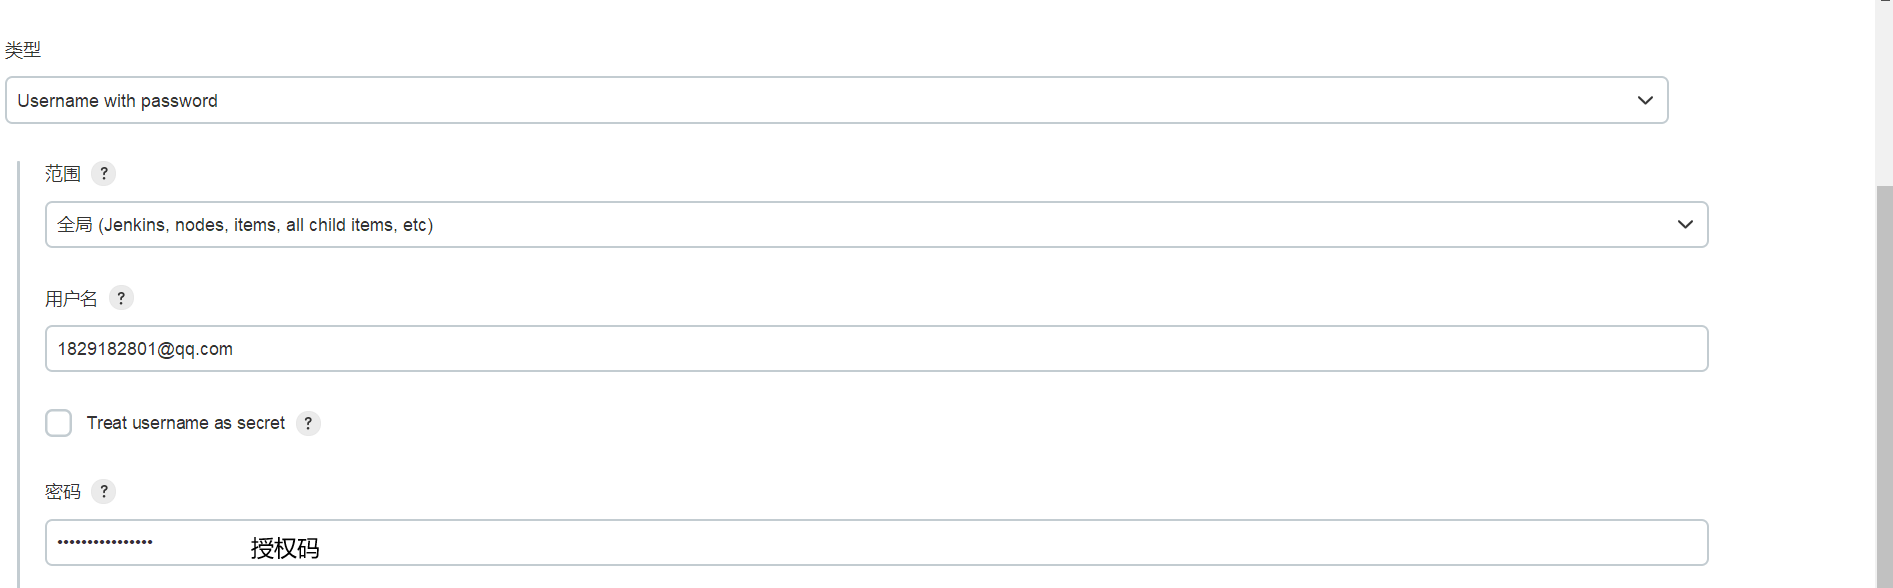 类型
Username with password
范围 ?
全局 (Jenkins, nodes, items, all child items, etc)
用户名 ?
1829182801@qq.com
Treat username as secret ?
密码 ?
•••••••••••••••• 授权码